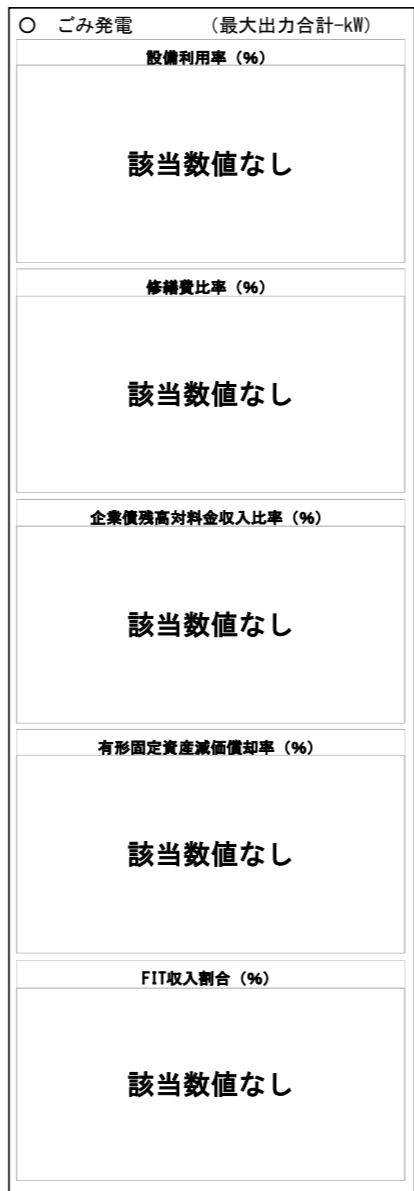 ○ ごみ発電 (最大出力合計-kW)
設備利用率（%）
該当数値なし
修繕費比率（%）
該当数値なし
企業債残高対料金収入比率（%）
該当数値なし
有形固定資産減価償却率（%）
該当数値なし
FIT収入割合（%）
該当数値なし